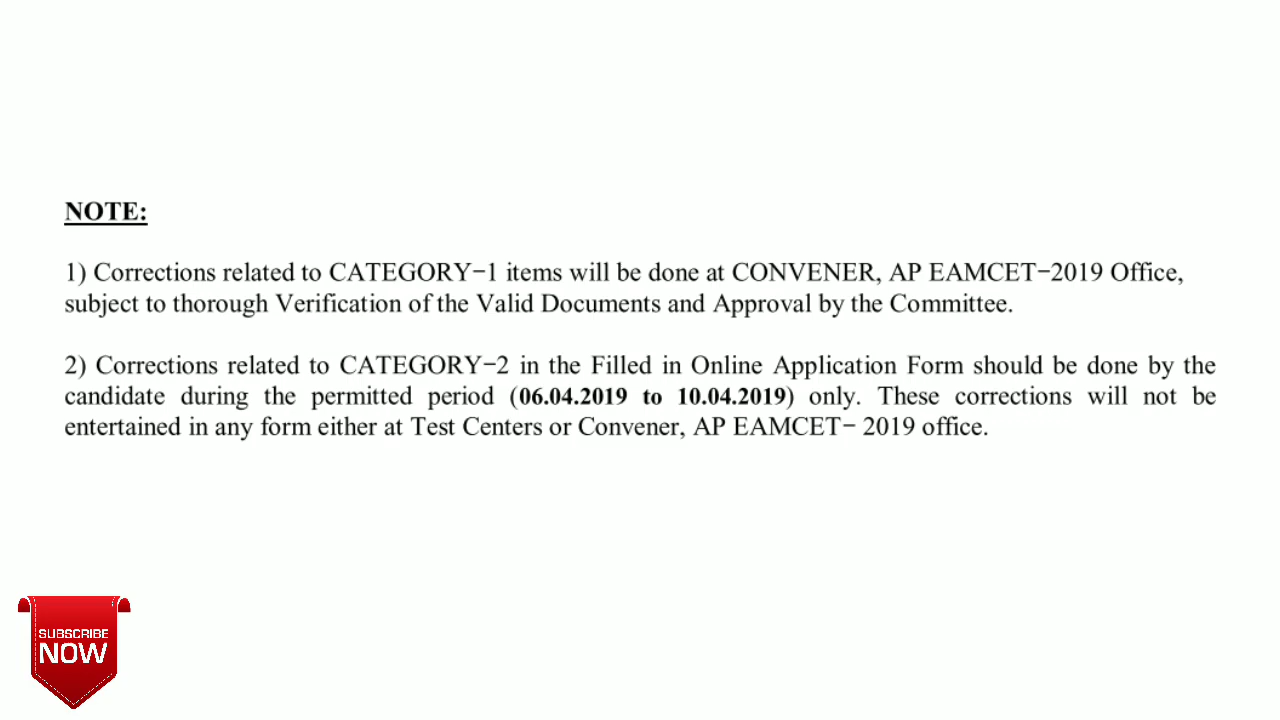 NOTE:
1) Corrections related to CATEGORY−1 items will be done at CONVENER, AP EAMCET−2019 Office,
subject to thorough Verification of the Valid Documents and Approval by the Committee.
2) Corrections related to CATEGORY−2 in the Filled in Online Application Form should be done by the
candidate during the permitted period (06.04.2019 to 10.04.2019) only. These corrections will not be
entertained in any form either at Test Centers or Convener, AP EAMCET− 2019 office.
SUBSCRIBE
NOW